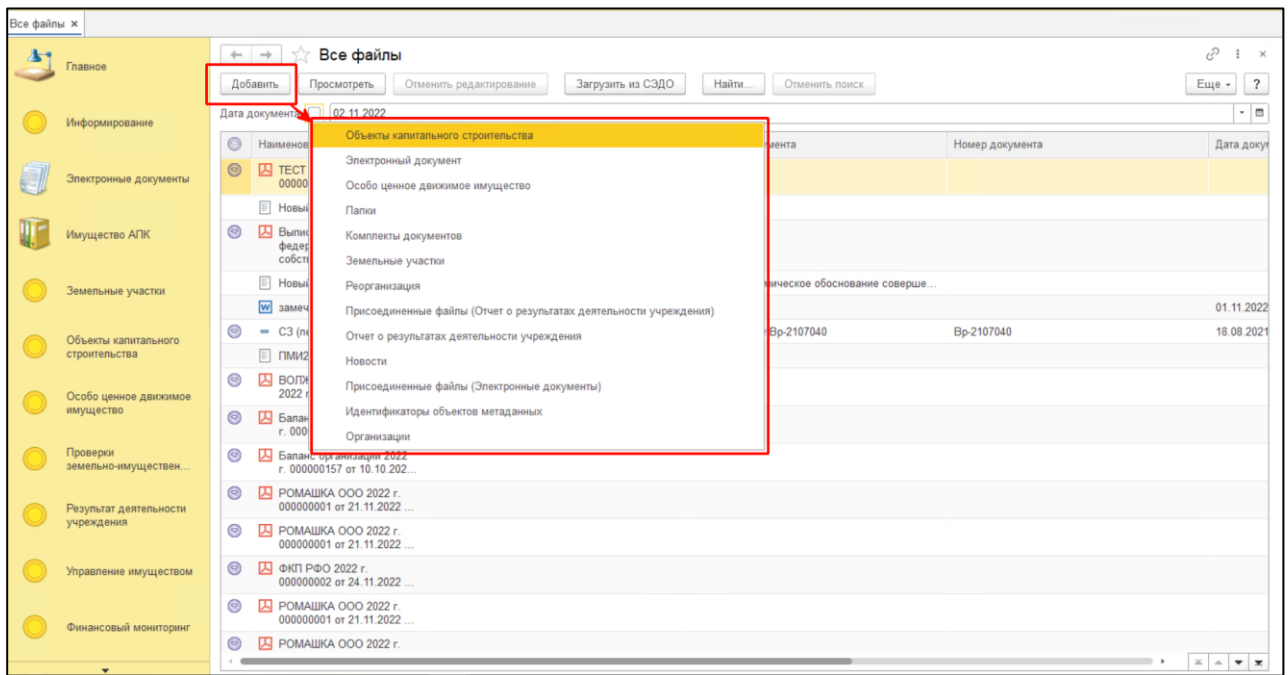 Все файлы ×
Главное
Информирование
Электронные документы
Имущество АПК
Земельные участки
Объекты капитального
строительства
Особо ценное движимое
имущество
Проверки
земельно-имуществен...
Результат деятельности
учреждения
Управление имуществом
Финансовый мониторинг
Все файлы
Добавить Просмотреть Отменить редактирование Загрузить из СЭДО Найти... Отменить поиск Еще ?
Дата документа 02.11.2022
Наименов мента Номер документа Дата докум
ТЕСТ
00000
Новый
Выпис
федер
собст
Новый ническое обоснование соверше...
замеч 01.11.2022
СЗ (пе Вр-2107040 Вр-2107040 18.08.2021
ПМИ2
ВОЛЖ
2022 г
Балан
г. 000
Баланс организации 2022
г. 000000157 от 10.10.202...
РОМАШКА ООО 2022 г.
000000001 от 21.11.2022 ...
РОМАШКА ООО 2022 г.
000000001 от 21.11.2022 ...
ФКП РФО 2022 г.
000000002 от 24.11.2022 ...
РОМАШКА ООО 2022 г.
000000001 от 21.11.2022 ...
РОМАШКА ООО 2022 г.
Объекты капитального строительства
Электронный документ
Особо ценное движимое имущество
Папки
Комплекты документов
Земельные участки
Реорганизация
Присоединенные файлы (Отчет о результатах деятельности учреждения)
Отчет о результатах деятельности учреждения
Новости
Присоединенные файлы (Электронные документы)
Идентификаторы объектов метаданных
Организации